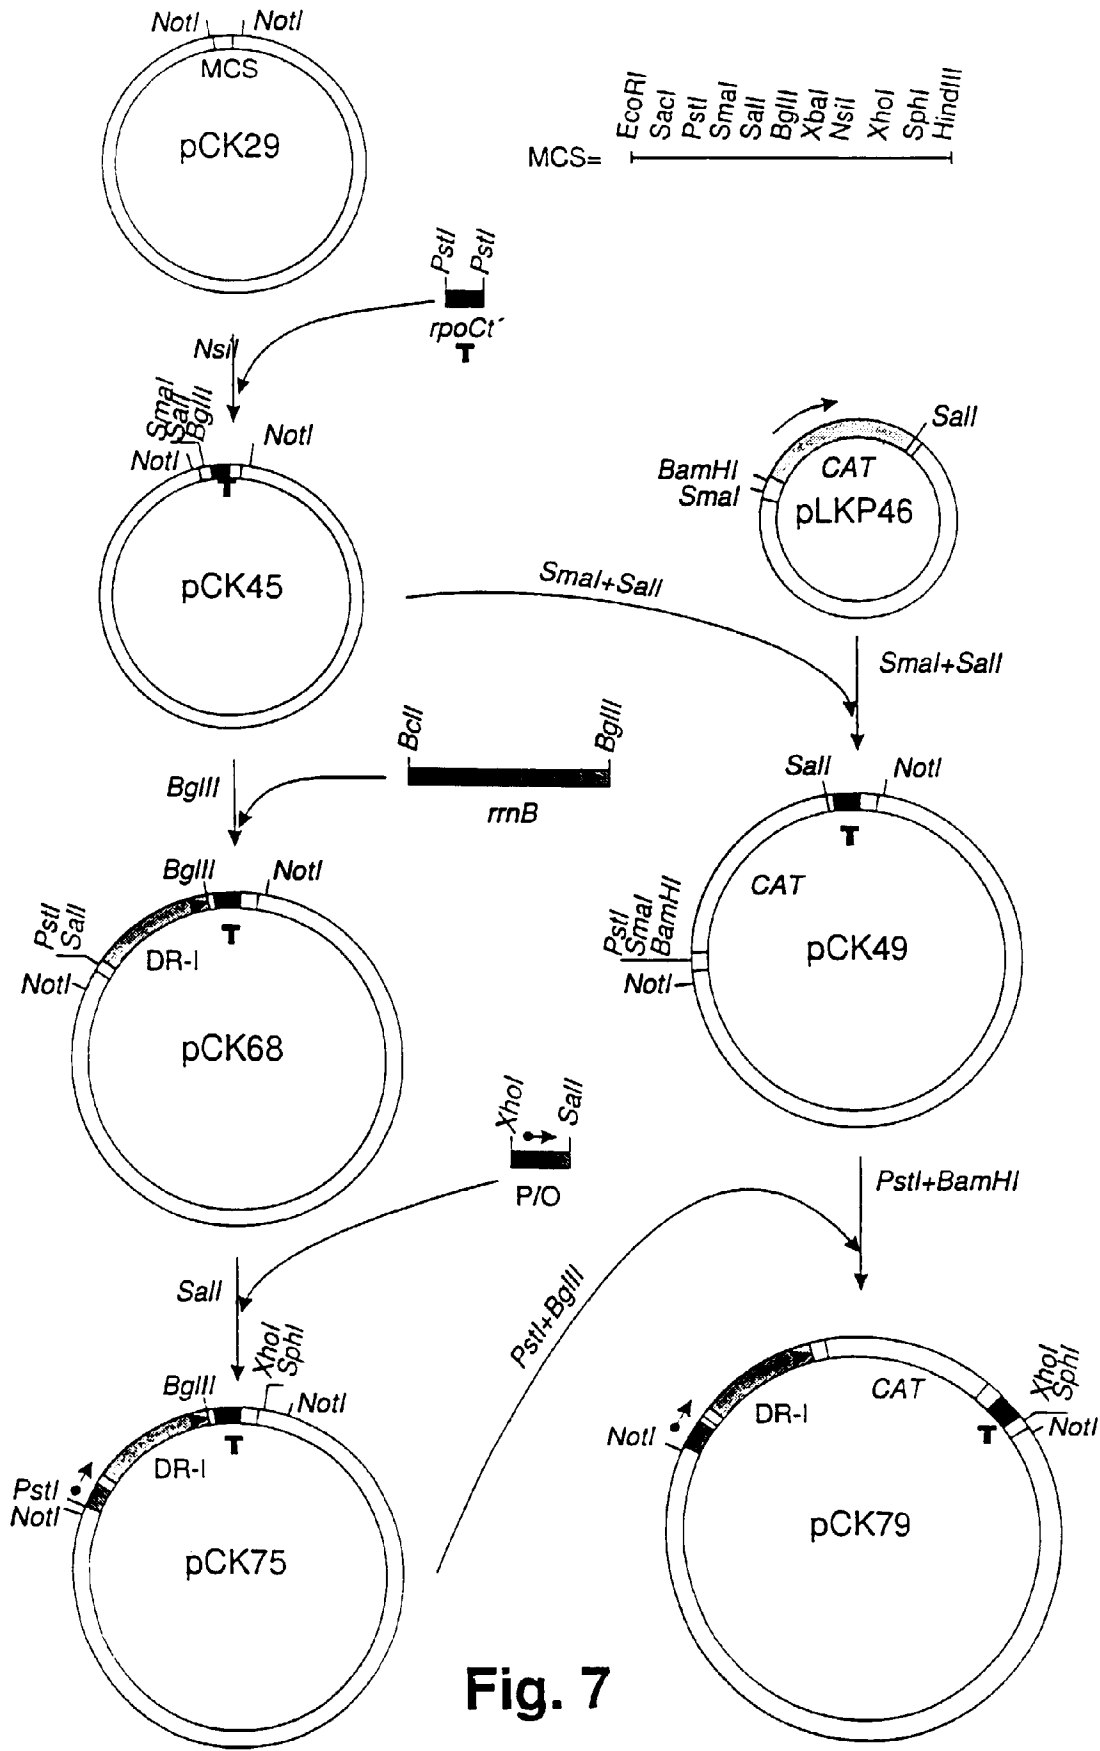 NotI NotI
MCS
pCK29
MCS=
EcoRI
SacI
PstI
SmaI
SalI
BglII
XbaI
NsiI
XhoI
SphI
HindIII
PstI
PstI
rpoCt´
T
NsiI
SmaI
SalI
BglII
NotI
NotI
T
pCK45
SalI
BamHI
SmaI
CAT
pLKP46
SmaI+SalI
SmaI+SalI
BclI
BglII
rrnB
BglII
SalI
NotI
T
CAT
PstI
SmaI
BamHI
NotI
pCK49
BglII
NotI
PstI
SalI
NotI
T
DR-I
pCK68
XhoI
SalI
P/O
PstI+BamHI
SalI
PstI+BglII
XhoI
SphI
BglII
NotI
T
DR-I
PstI
NotI
pCK75
XhoI
SphI
CAT
DR-I
NotI
T
NotI
pCK79
Fig. 7